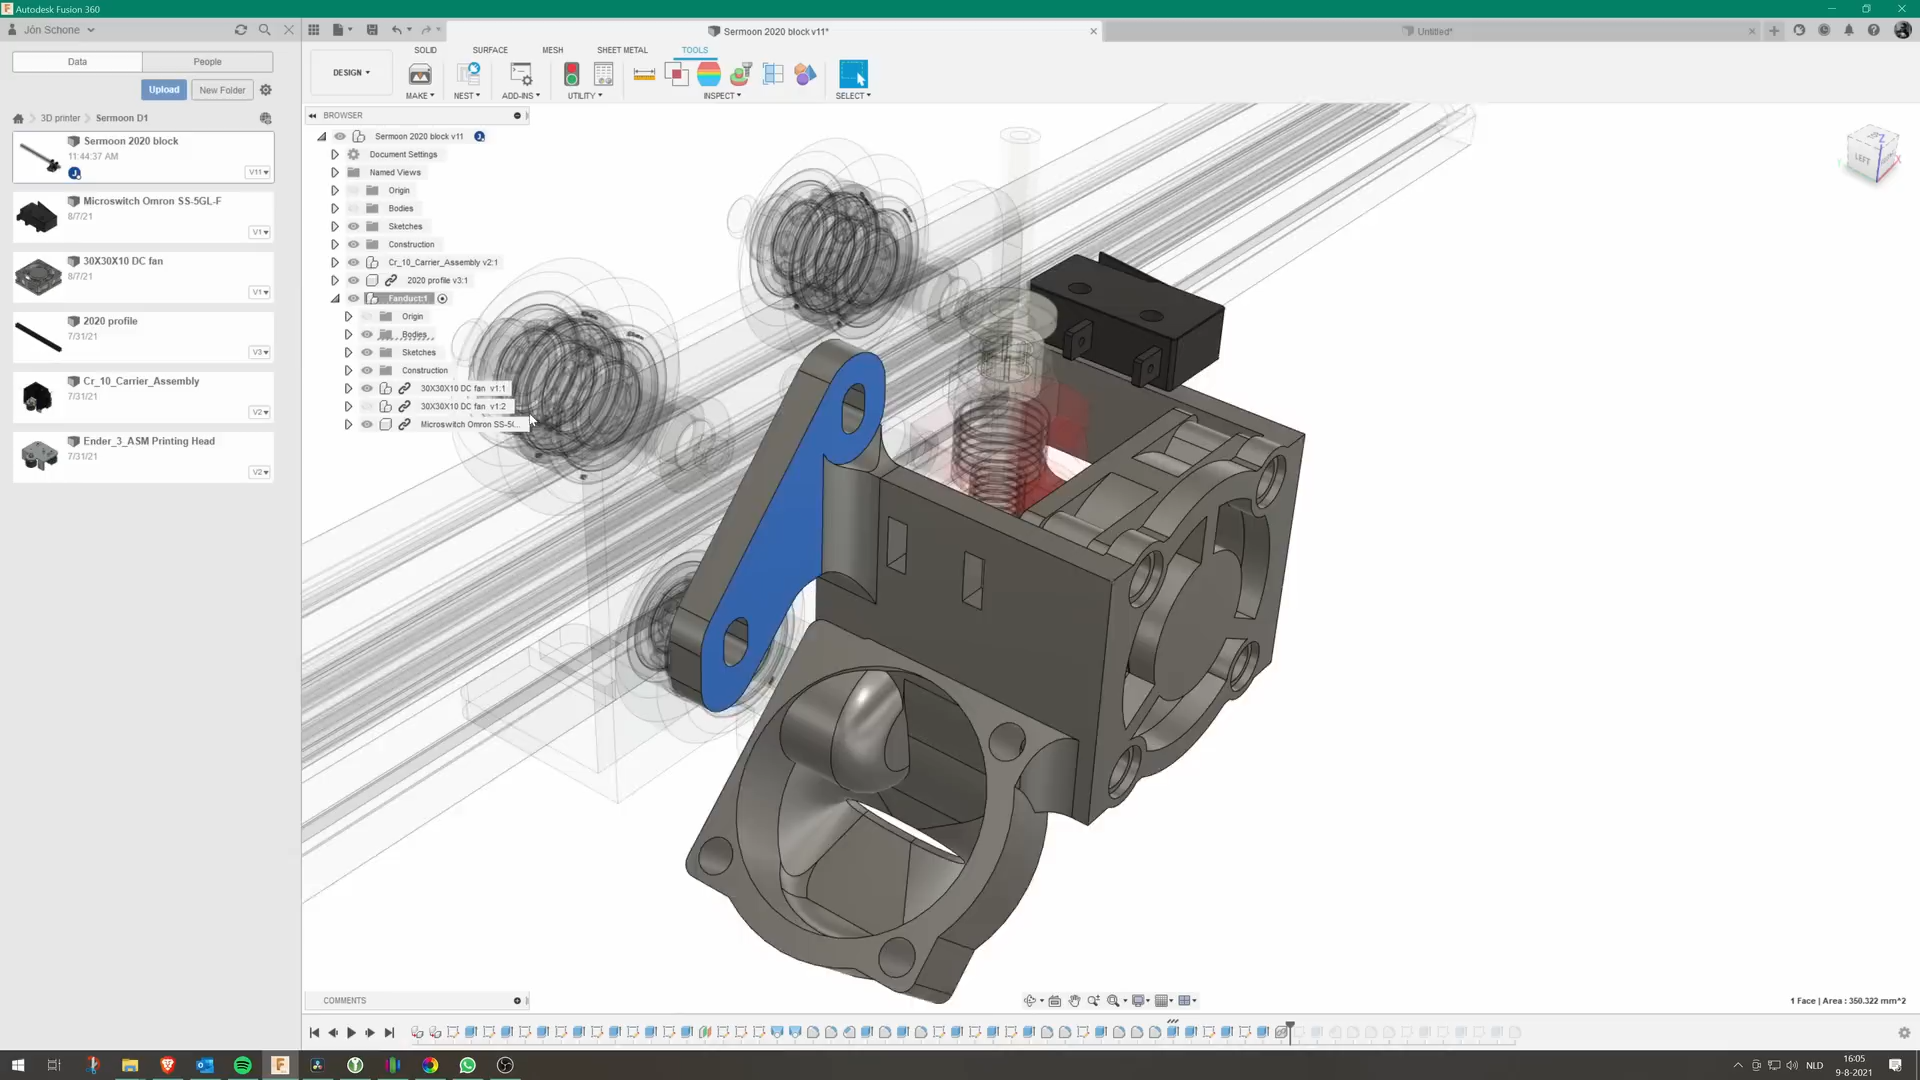 Autodesk Fusion 360
Jón Schone
Sermoon 2020 block v11*
Untitled*
Data
People
Upload
New Folder
3D printer
Sermoon D1
Sermoon 2020 block
11:44:37 AM
V11
Microswitch Omron SS-5GL-F
8/7/21
V1
30X30X10 DC fan
8/7/21
V1
2020 profile
7/31/21
V3
Cr_10_Carrier_Assembly
7/31/21
V2
Ender_3_ASM Printing Head
7/31/21
V2
DESIGN
SOLID
SURFACE
MESH
SHEET METAL
TOOLS
MAKE
NEST
ADD-INS
UTILITY
INSPECT
SELECT
BROWSER
Sermoon 2020 block v11
Document Settings
Named Views
Origin
Bodies
Sketches
Construction
Cr_10_Carrier_Assembly v2:1
2020 profile v3:1
Fanduct:1
Origin
Bodies
Sketches
Construction
30X30X10 DC fan v1:1
30X30X10 DC fan v1:2
Microswitch Omron SS-5(...
LEFT
Z
COMMENTS
1 Face | Area : 350.322 mm^2
NLD
16:05
9-8-2021